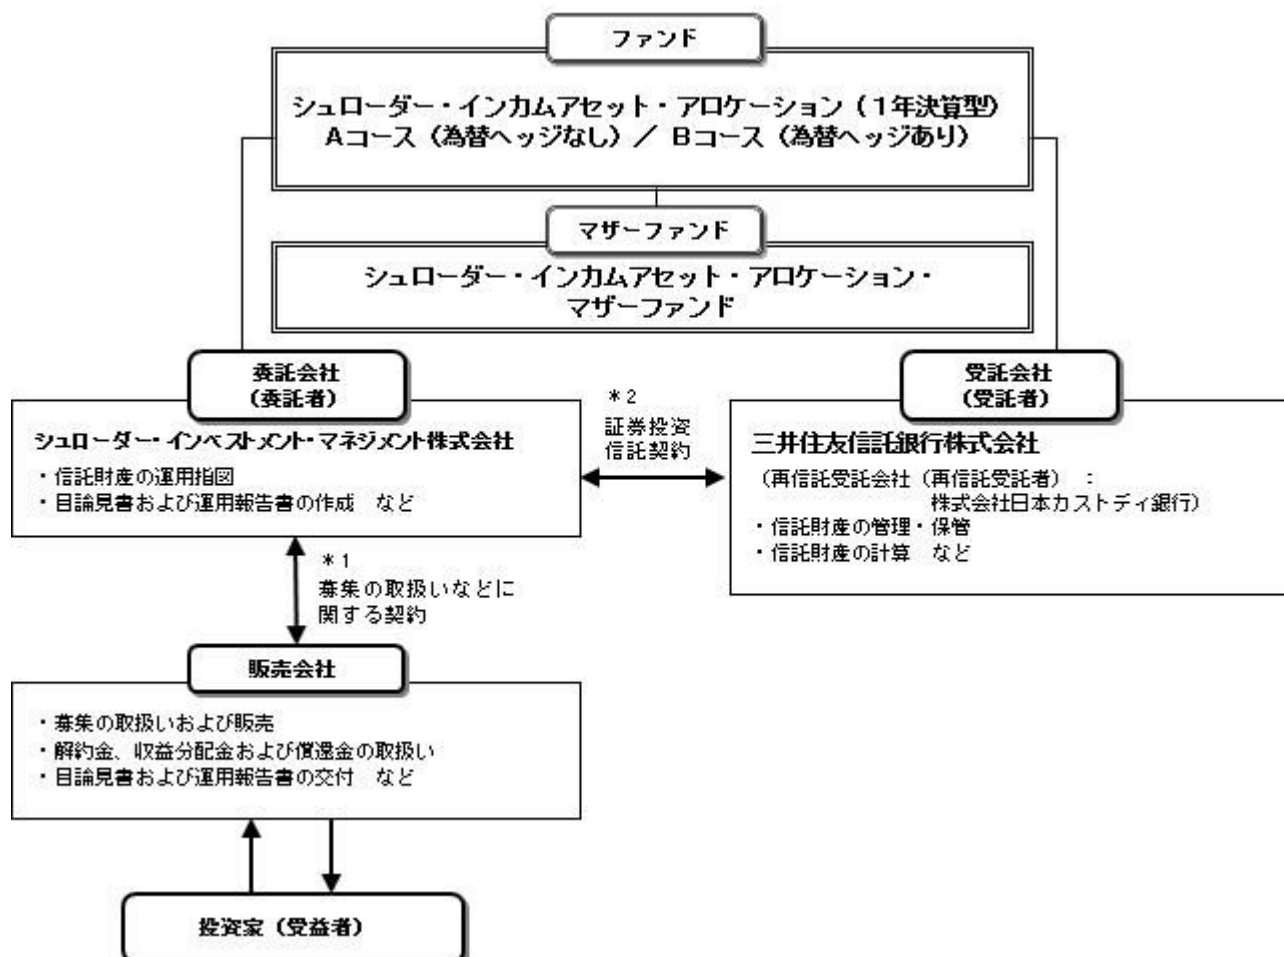 ファンド
シュローダー・インカムアセット・アロケーション（１年決算型）
Aコース（為替ヘッジなし）／ Bコース（為替ヘッジあり）
マザーファンド
シュローダー・インカムアセット・アロケーション・
マザーファンド
委託会社
（委託者）
シュローダー・インベストメント・マネジメント株式会社
・信託財産の運用指図
・目論見書および運用報告書の作成　など
＊2
証券投資
信託契約
受託会社
（受託者）
三井住友信託銀行株式会社
（再信託受託会社（再信託受託者）：
株式会社日本カストディ銀行）
・信託財産の管理・保管
・信託財産の計算　など
＊1
募集の取扱いなどに
関する契約
販売会社
・募集の取扱いおよび販売
・解約金、収益分配金および償還金の取扱い
・目論見書および運用報告書の交付　など
投資家（受益者）